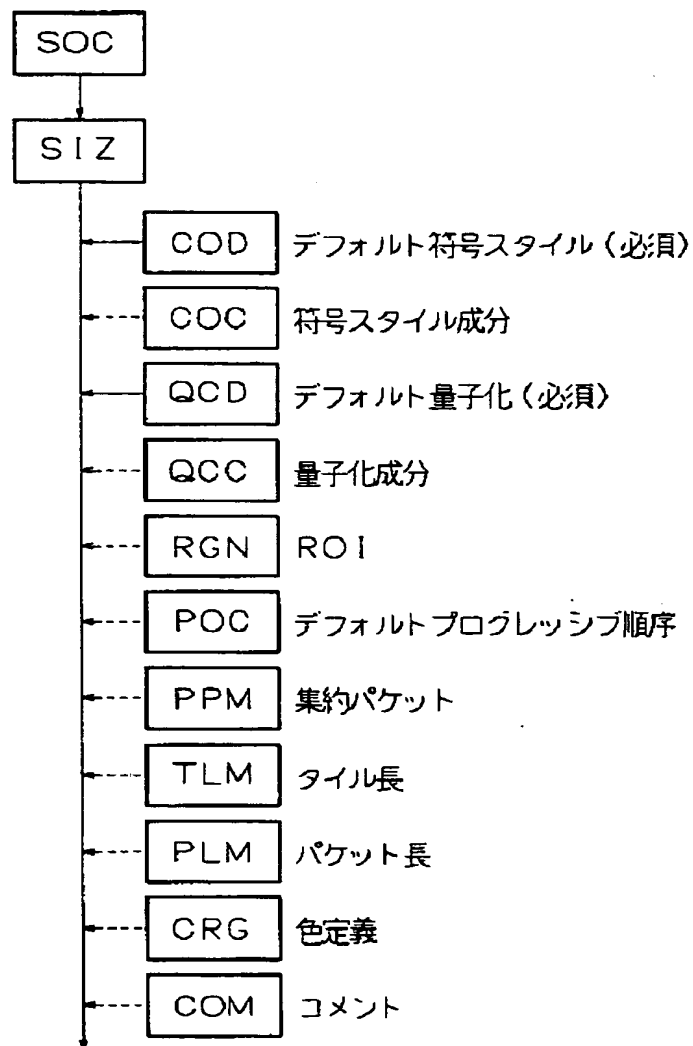 SOC
SIZ
COD デフォルト符号スタイル(必須)
COC 符号スタイル成分
QCD デフォルト量子化(必須)
QCC 量子化成分
RGN ROI
POC デフォルトプログレッシブ順序
PPM 集約パケット
TLM タイル長
PLM パケット長
CRG 色定義
COM コメント